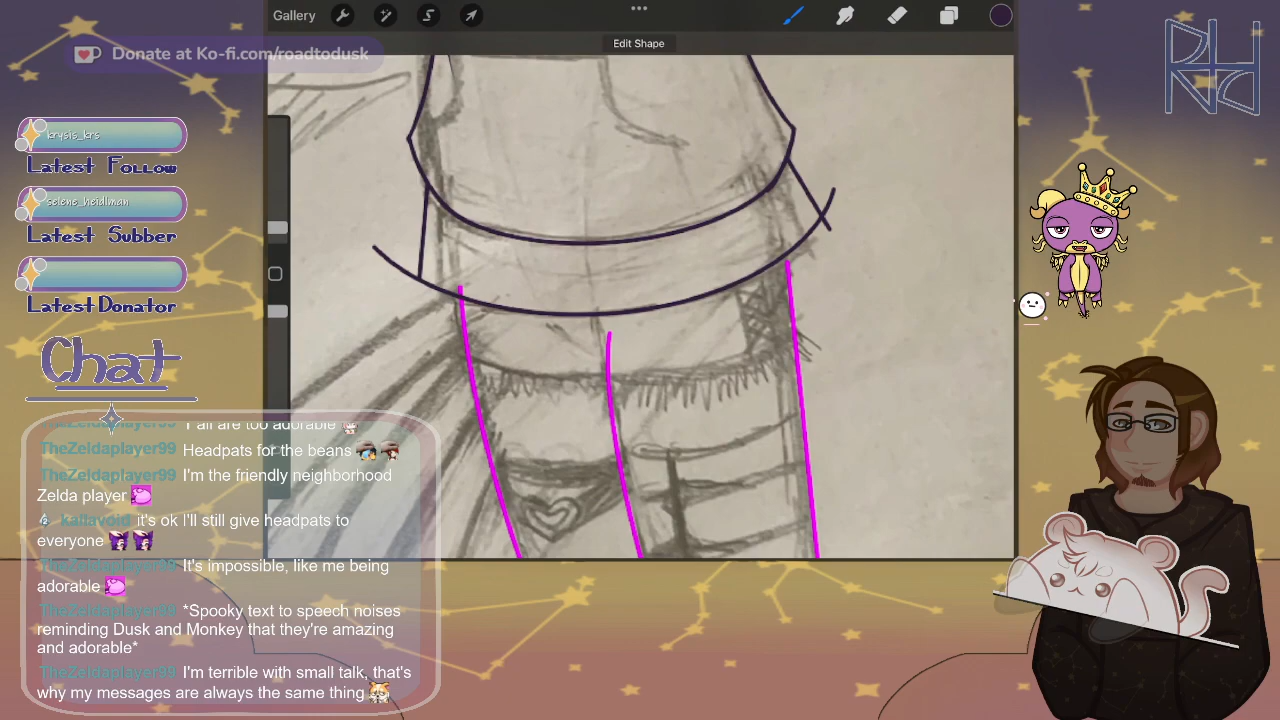 Gallery
Edit Shape
Donate at Ko-fi.com/roadtodusk
krysis_krs
Latest Follow
selene_heidlman
Latest Subber
Latest Donator
Chat
TheZeldaplayer99 Y'all are too adorable
TheZeldaplayer99 Headpats for the beans
TheZeldaplayer99 I'm the friendly neighborhood
Zelda player
kallavoid it's ok I'll still give headpats to
everyone
TheZeldaplayer99 It's impossible, like me being
adorable
TheZeldaplayer99 *Spooky text to speech noises
reminding Dusk and Monkey that they're amazing
and adorable*
TheZeldaplayer99 I'm terrible with small talk, that's
why my messages are always the same thing